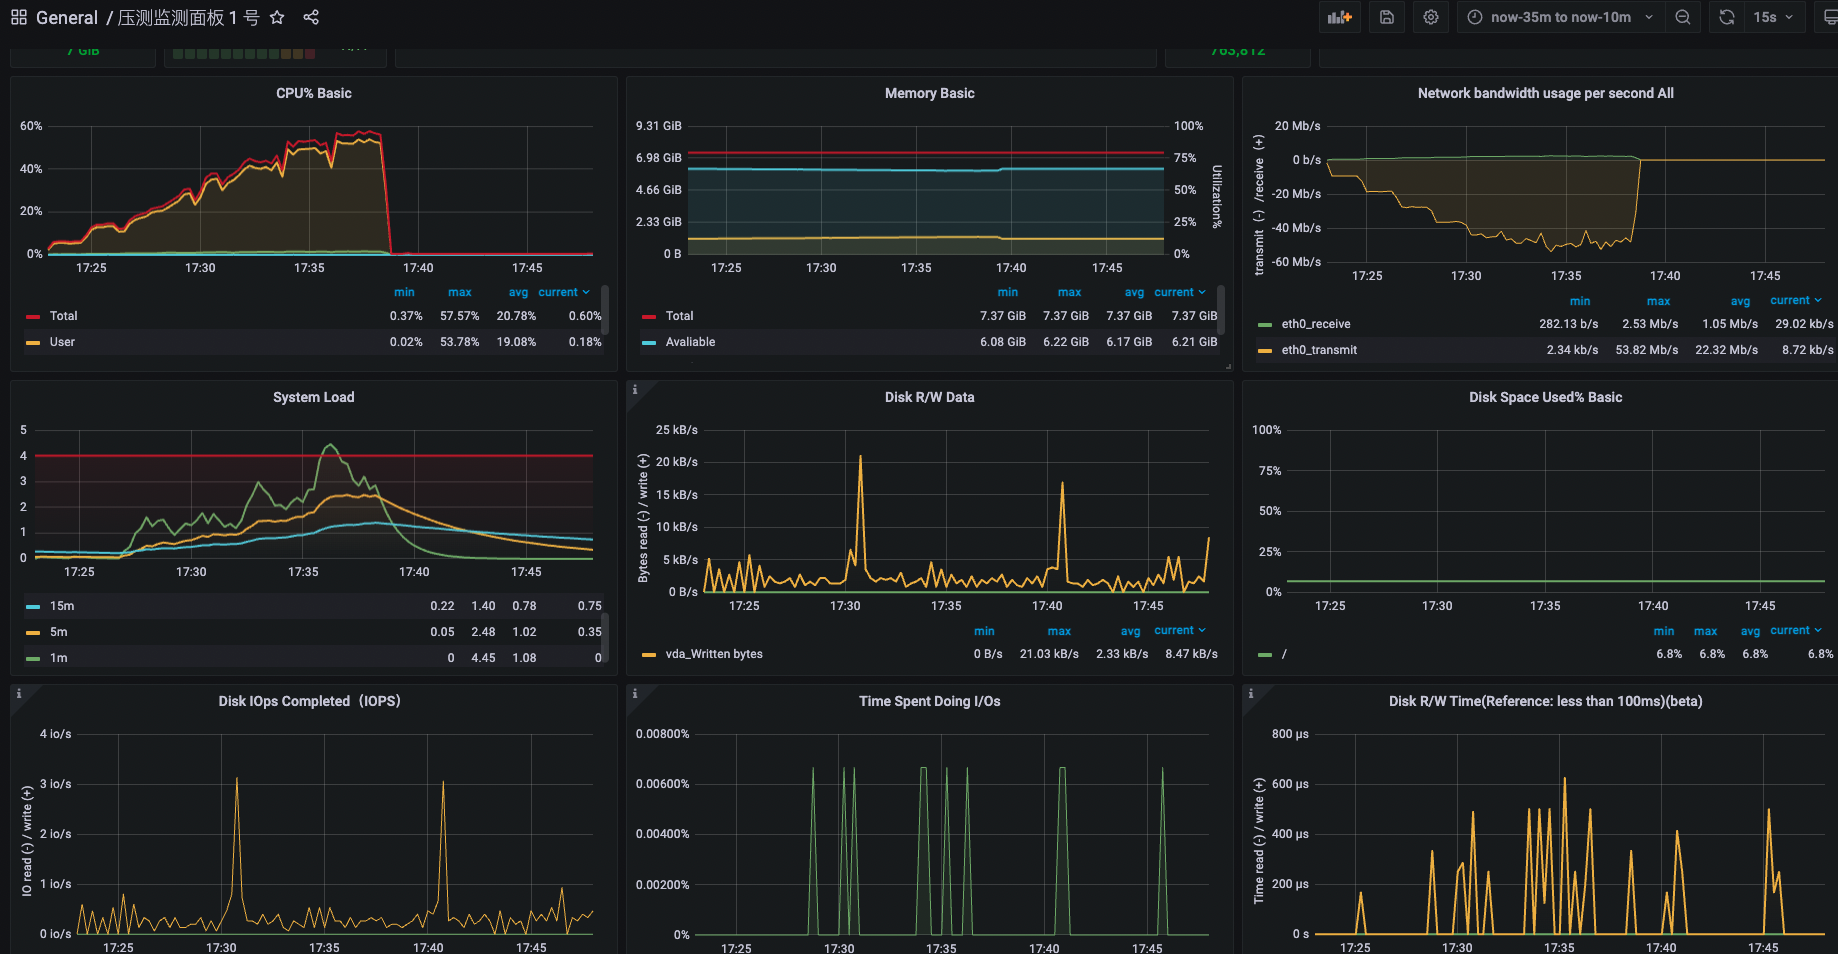 General / 压测监测面板 1 号
now-35m to now-10m
15s
7 GiB
763,812
CPU% Basic
60%
40%
20%
0%
17:25 17:30 17:35 17:40 17:45
min max avg current
Total 0.37% 57.57% 20.78% 0.60%
User 0.02% 53.78% 19.08% 0.18%
Memory Basic
9.31 GiB 100%
6.98 GiB 75%
4.66 GiB 50%
2.33 GiB 25%
0 B 0%
Utilization%
17:25 17:30 17:35 17:40 17:45
min max avg current
Total 7.37 GiB 7.37 GiB 7.37 GiB 7.37 GiB
Avaliable 6.08 GiB 6.22 GiB 6.17 GiB 6.21 GiB
Network bandwidth usage per second All
transmit (-) /receive (+)
20 Mb/s
0 b/s
-20 Mb/s
-40 Mb/s
-60 Mb/s
17:25 17:30 17:35 17:40 17:45
min max avg current
eth0_receive 282.13 b/s 2.53 Mb/s 1.05 Mb/s 29.02 kb/s
eth0_transmit 2.34 kb/s 53.82 Mb/s 22.32 Mb/s 8.72 kb/s
System Load
5
4
3
2
1
0
17:25 17:30 17:35 17:40 17:45
15m 0.22 1.40 0.78 0.75
5m 0.05 2.48 1.02 0.35
1m 0 4.45 1.08 0
i
Disk R/W Data
Bytes read (-) / write (+)
25 kB/s
20 kB/s
15 kB/s
10 kB/s
5 kB/s
0 B/s
17:25 17:30 17:35 17:40 17:45
min max avg current
vda_Written bytes 0 B/s 21.03 kB/s 2.33 kB/s 8.47 kB/s
Disk Space Used% Basic
100%
75%
50%
25%
0%
17:25 17:30 17:35 17:40 17:45
min max avg current
/ 6.8% 6.8% 6.8% 6.8%
i
Disk IOps Completed（IOPS）
IO read (-) / write (+)
4 io/s
3 io/s
2 io/s
1 io/s
0 io/s
17:25 17:30 17:35 17:40 17:45
i
Time Spent Doing I/Os
0.00800%
0.00600%
0.00400%
0.00200%
0%
17:25 17:30 17:35 17:40 17:45
i
Disk R/W Time(Reference: less than 100ms)(beta)
Time read (-) / write (+)
800 µs
600 µs
400 µs
200 µs
0 s
17:25 17:30 17:35 17:40 17:45